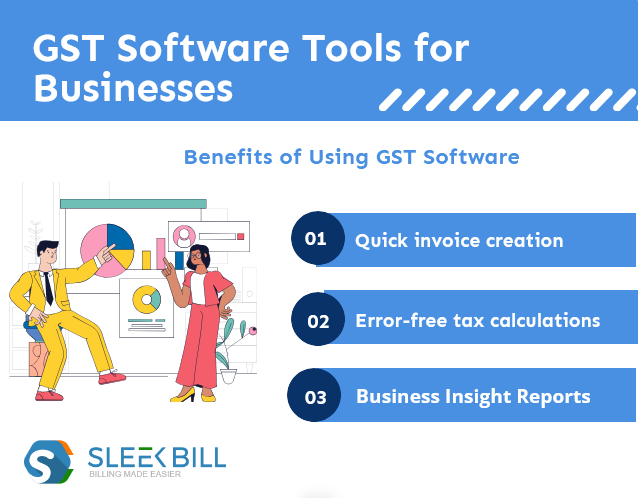 GST Software Tools for
Businesses
Benefits of Using GST Software
01
Quick invoice creation
02
Error-free tax calculations
03
Business Insight Reports
S
SLEEK BILL
BILLING MADE EASIER